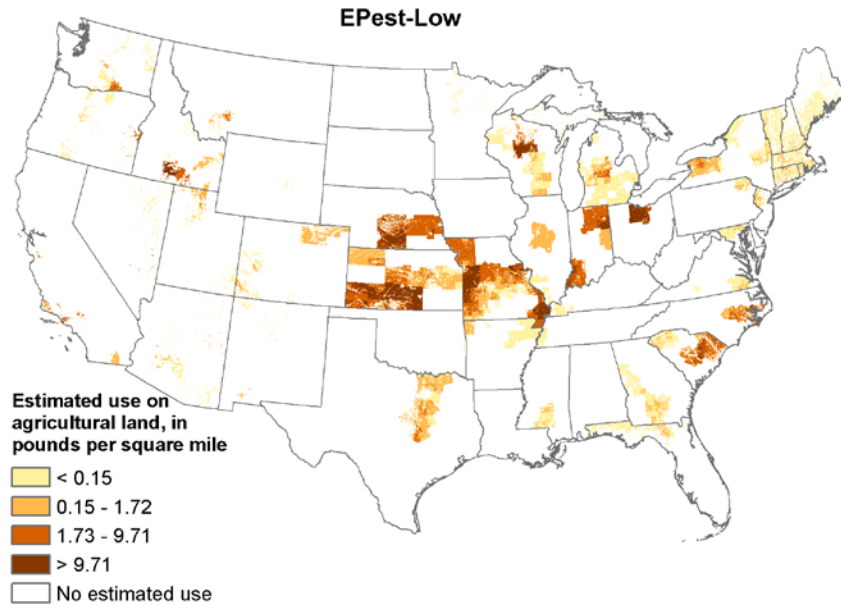 EPest-Low
Estimated use on
agricultural land, in
pounds per square mile
< 0.15
0.15 - 1.72
1.73 - 9.71
> 9.71
No estimated use